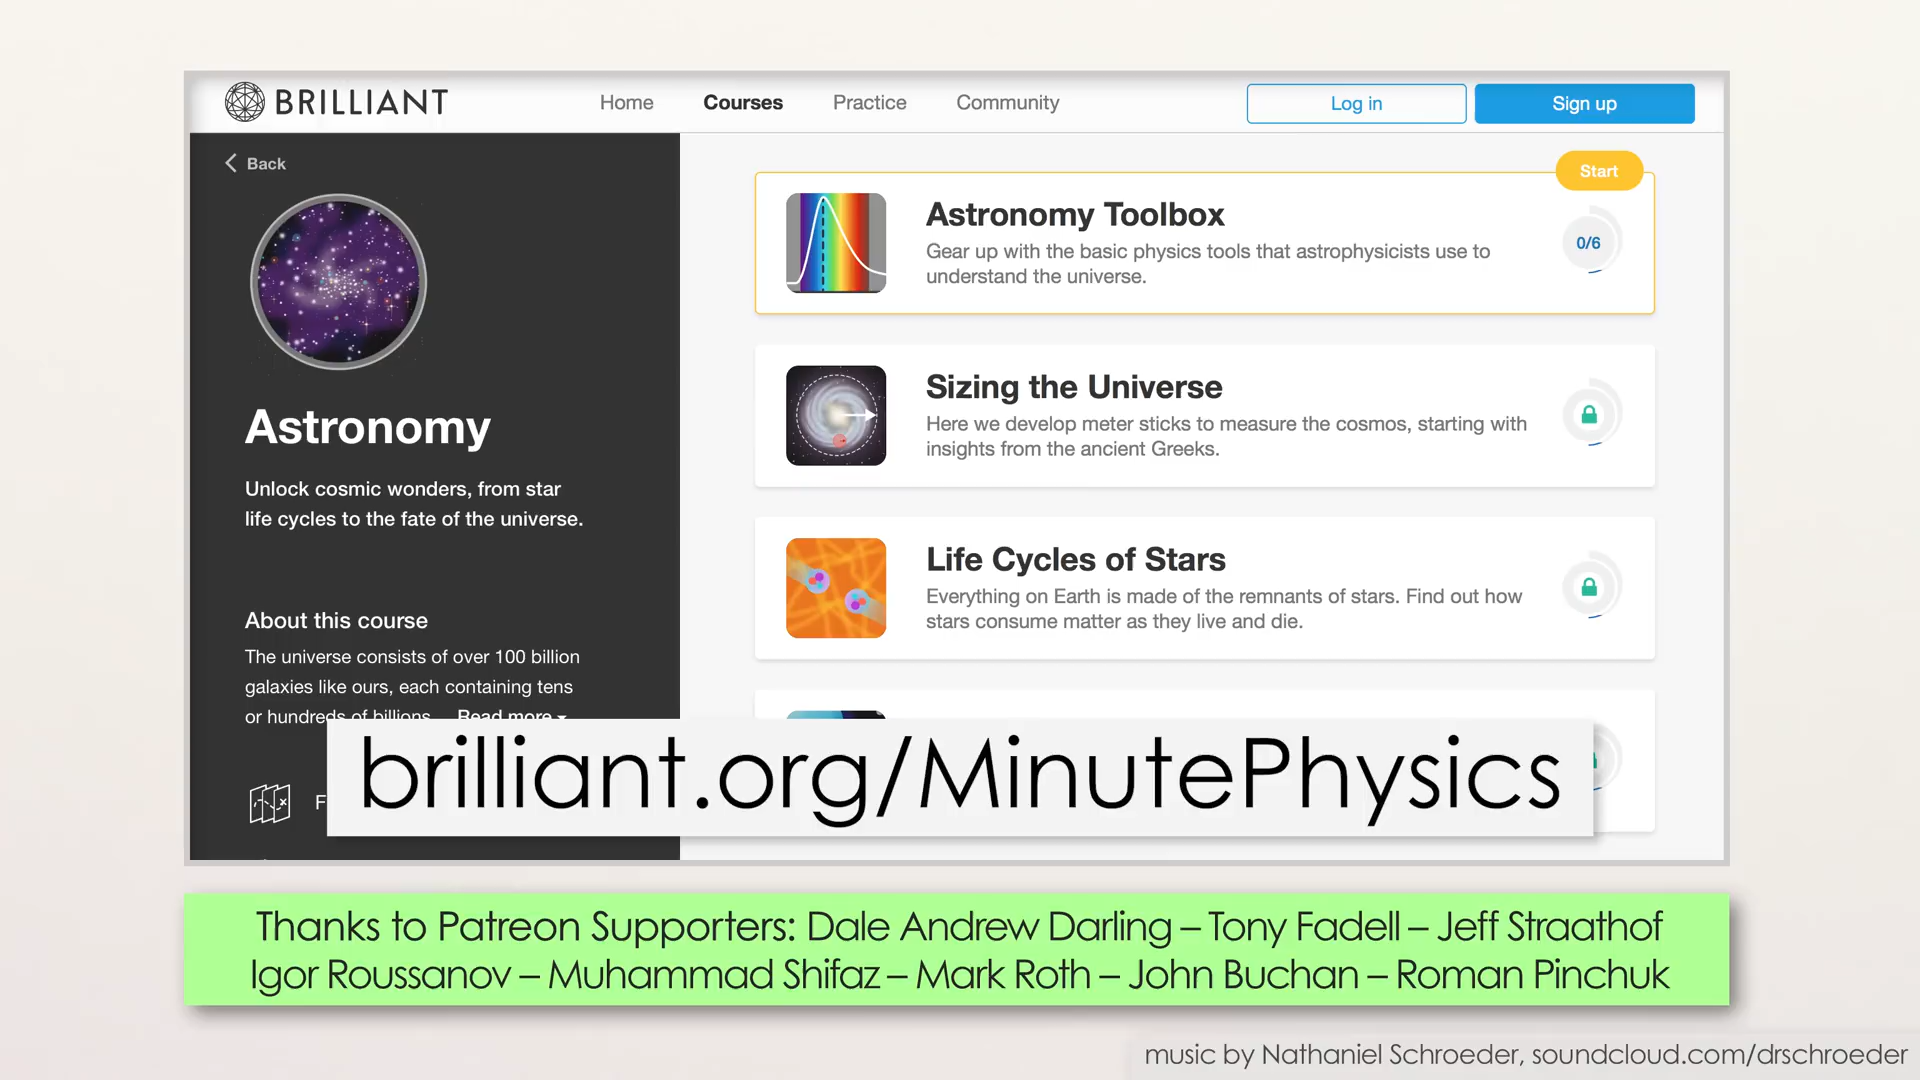 BRILLIANT
Home Courses Practice Community
Log in
Sign up
Back
Astronomy
Unlock cosmic wonders, from star
life cycles to the fate of the universe.
About this course
The universe consists of over 100 billion
galaxies like ours, each containing tens
or hundreds of billions... Read more
F
Start
Astronomy Toolbox
Gear up with the basic physics tools that astrophysicists use to
understand the universe.
0/6
Sizing the Universe
Here we develop meter sticks to measure the cosmos, starting with
insights from the ancient Greeks.
Life Cycles of Stars
Everything on Earth is made of the remnants of stars. Find out how
stars consume matter as they live and die.
brilliant.org/MinutePhysics
Thanks to Patreon Supporters: Dale Andrew Darling – Tony Fadell – Jeff Straathof
Igor Roussanov – Muhammad Shifaz – Mark Roth – John Buchan – Roman Pinchuk
music by Nathaniel Schroeder, soundcloud.com/drschroeder